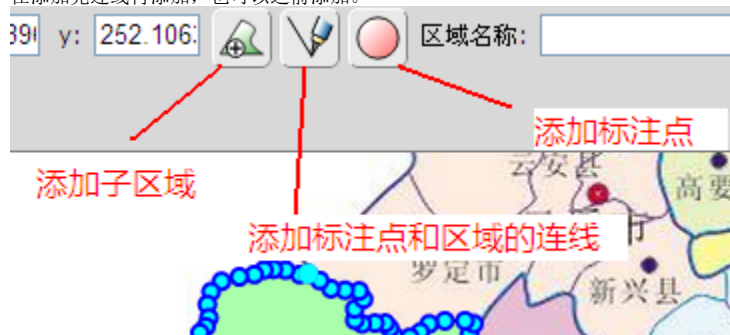 在添加完连线再添加，也可以之前添加。
y: 252.106 区域名称:
添加标注点
添加子区域
云安县
高要
添加标注点和区域的连线
市
罗定市
新兴县